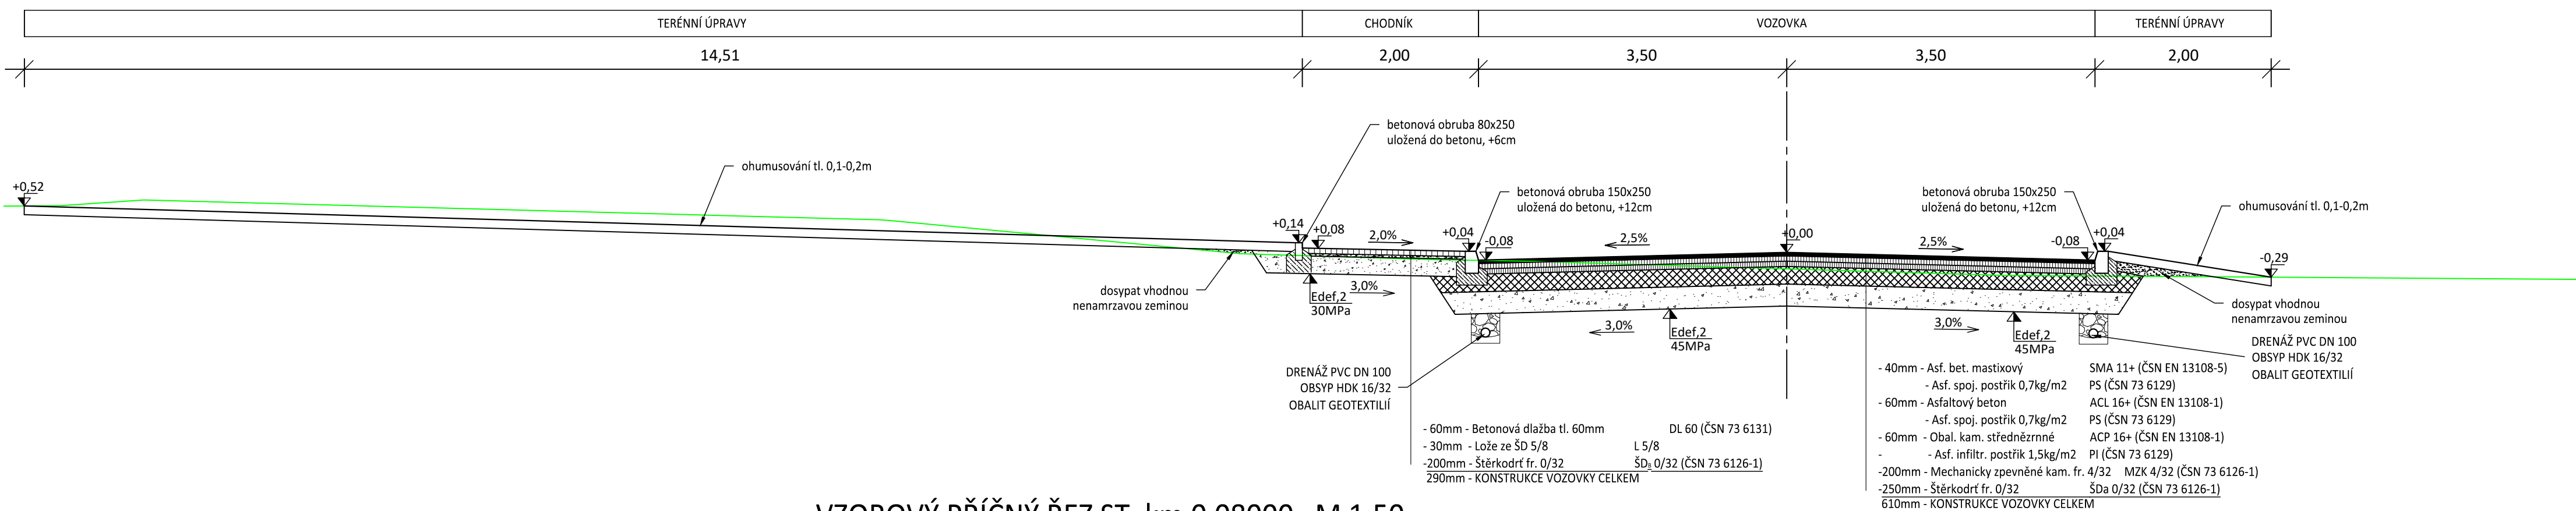 TERÉNNÍ ÚPRAVY
CHODNÍK
VOZOVKA
TERÉNNÍ ÚPRAVY
14,51
2,00
3,50
3,50
2,00
betonová obruba 80x250
uložená do betonu, +6cm
ohumusování tl. 0,1-0,2m
+0,52
betonová obruba 150x250
uložená do betonu, +12cm
betonová obruba 150x250
uložená do betonu, +12cm
ohumusování tl. 0,1-0,2m
+0,14
+0,08
2,0%
+0,04
-0,08
2,5%
+0,00
2,5%
-0,08
+0,04
-0,29
dosypat vhodnou
nenamrzavou zeminou
Edef,2
30MPa
3,0%
3,0%
Edef,2
45MPa
3,0%
Edef,2
45MPa
dosypat vhodnou
nenamrzavou zeminou
DRENÁŽ PVC DN 100
OBSYP HDK 16/32
OBALIT GEOTEXTILIÍ
DRENÁŽ PVC DN 100
OBSYP HDK 16/32
OBALIT GEOTEXTILIÍ
- 60mm - Betonová dlažba tl. 60mm DL 60 (ČSN 73 6131)
- 30mm - Lože ze ŠD 5/8 L 5/8
-200mm - Štěrkodrť fr. 0/32 ŠDB 0/32 (ČSN 73 6126-1)
290mm - KONSTRUKCE VOZOVKY CELKEM
- 40mm - Asf. bet. mastixový SMA 11+ (ČSN EN 13108-5)
- Asf. spoj. postřik 0,7kg/m2 PS (ČSN 73 6129)
- 60mm - Asfaltový beton ACL 16+ (ČSN EN 13108-1)
- Asf. spoj. postřik 0,7kg/m2 PS (ČSN 73 6129)
- 60mm - Obal. kam. střednězrnné ACP 16+ (ČSN EN 13108-1)
- - Asf. infiltr. postřik 1,5kg/m2 PI (ČSN 73 6129)
-200mm - Mechanicky zpevněné kam. fr. 4/32 MZK 4/32 (ČSN 73 6126-1)
-250mm - Štěrkodrť fr. 0/32 ŠDa 0/32 (ČSN 73 6126-1)
610mm - KONSTRUKCE VOZOVKY CELKEM
VZOROVÝ PŘÍČNÝ ŘEZ ST. km 0,08000 M 1:50